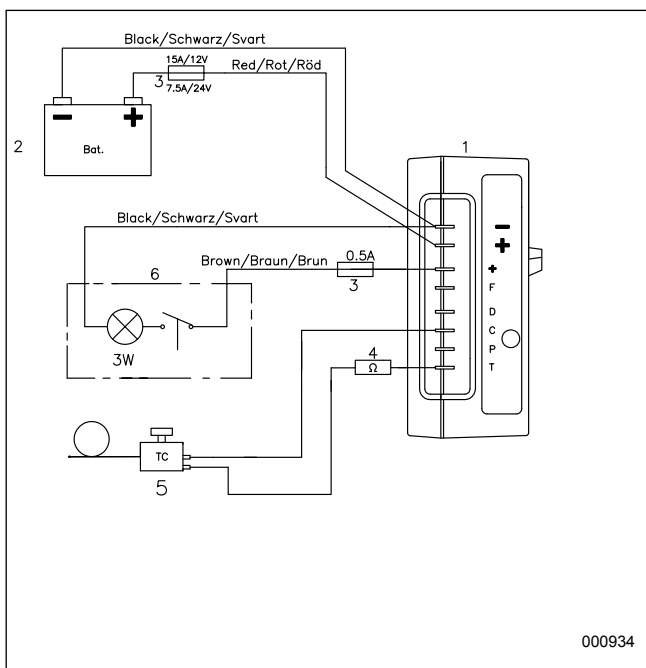 Black/Schwarz/Svart
15A/12V
3
7.5A/24V
Red/Rot/Röd
2
Bat.
1
Black/Schwarz/Svart
Brown/Braun/Brun
0.5A
3
6
3W
+
F
D
C
P
T
4
Ω
TC
5
000934